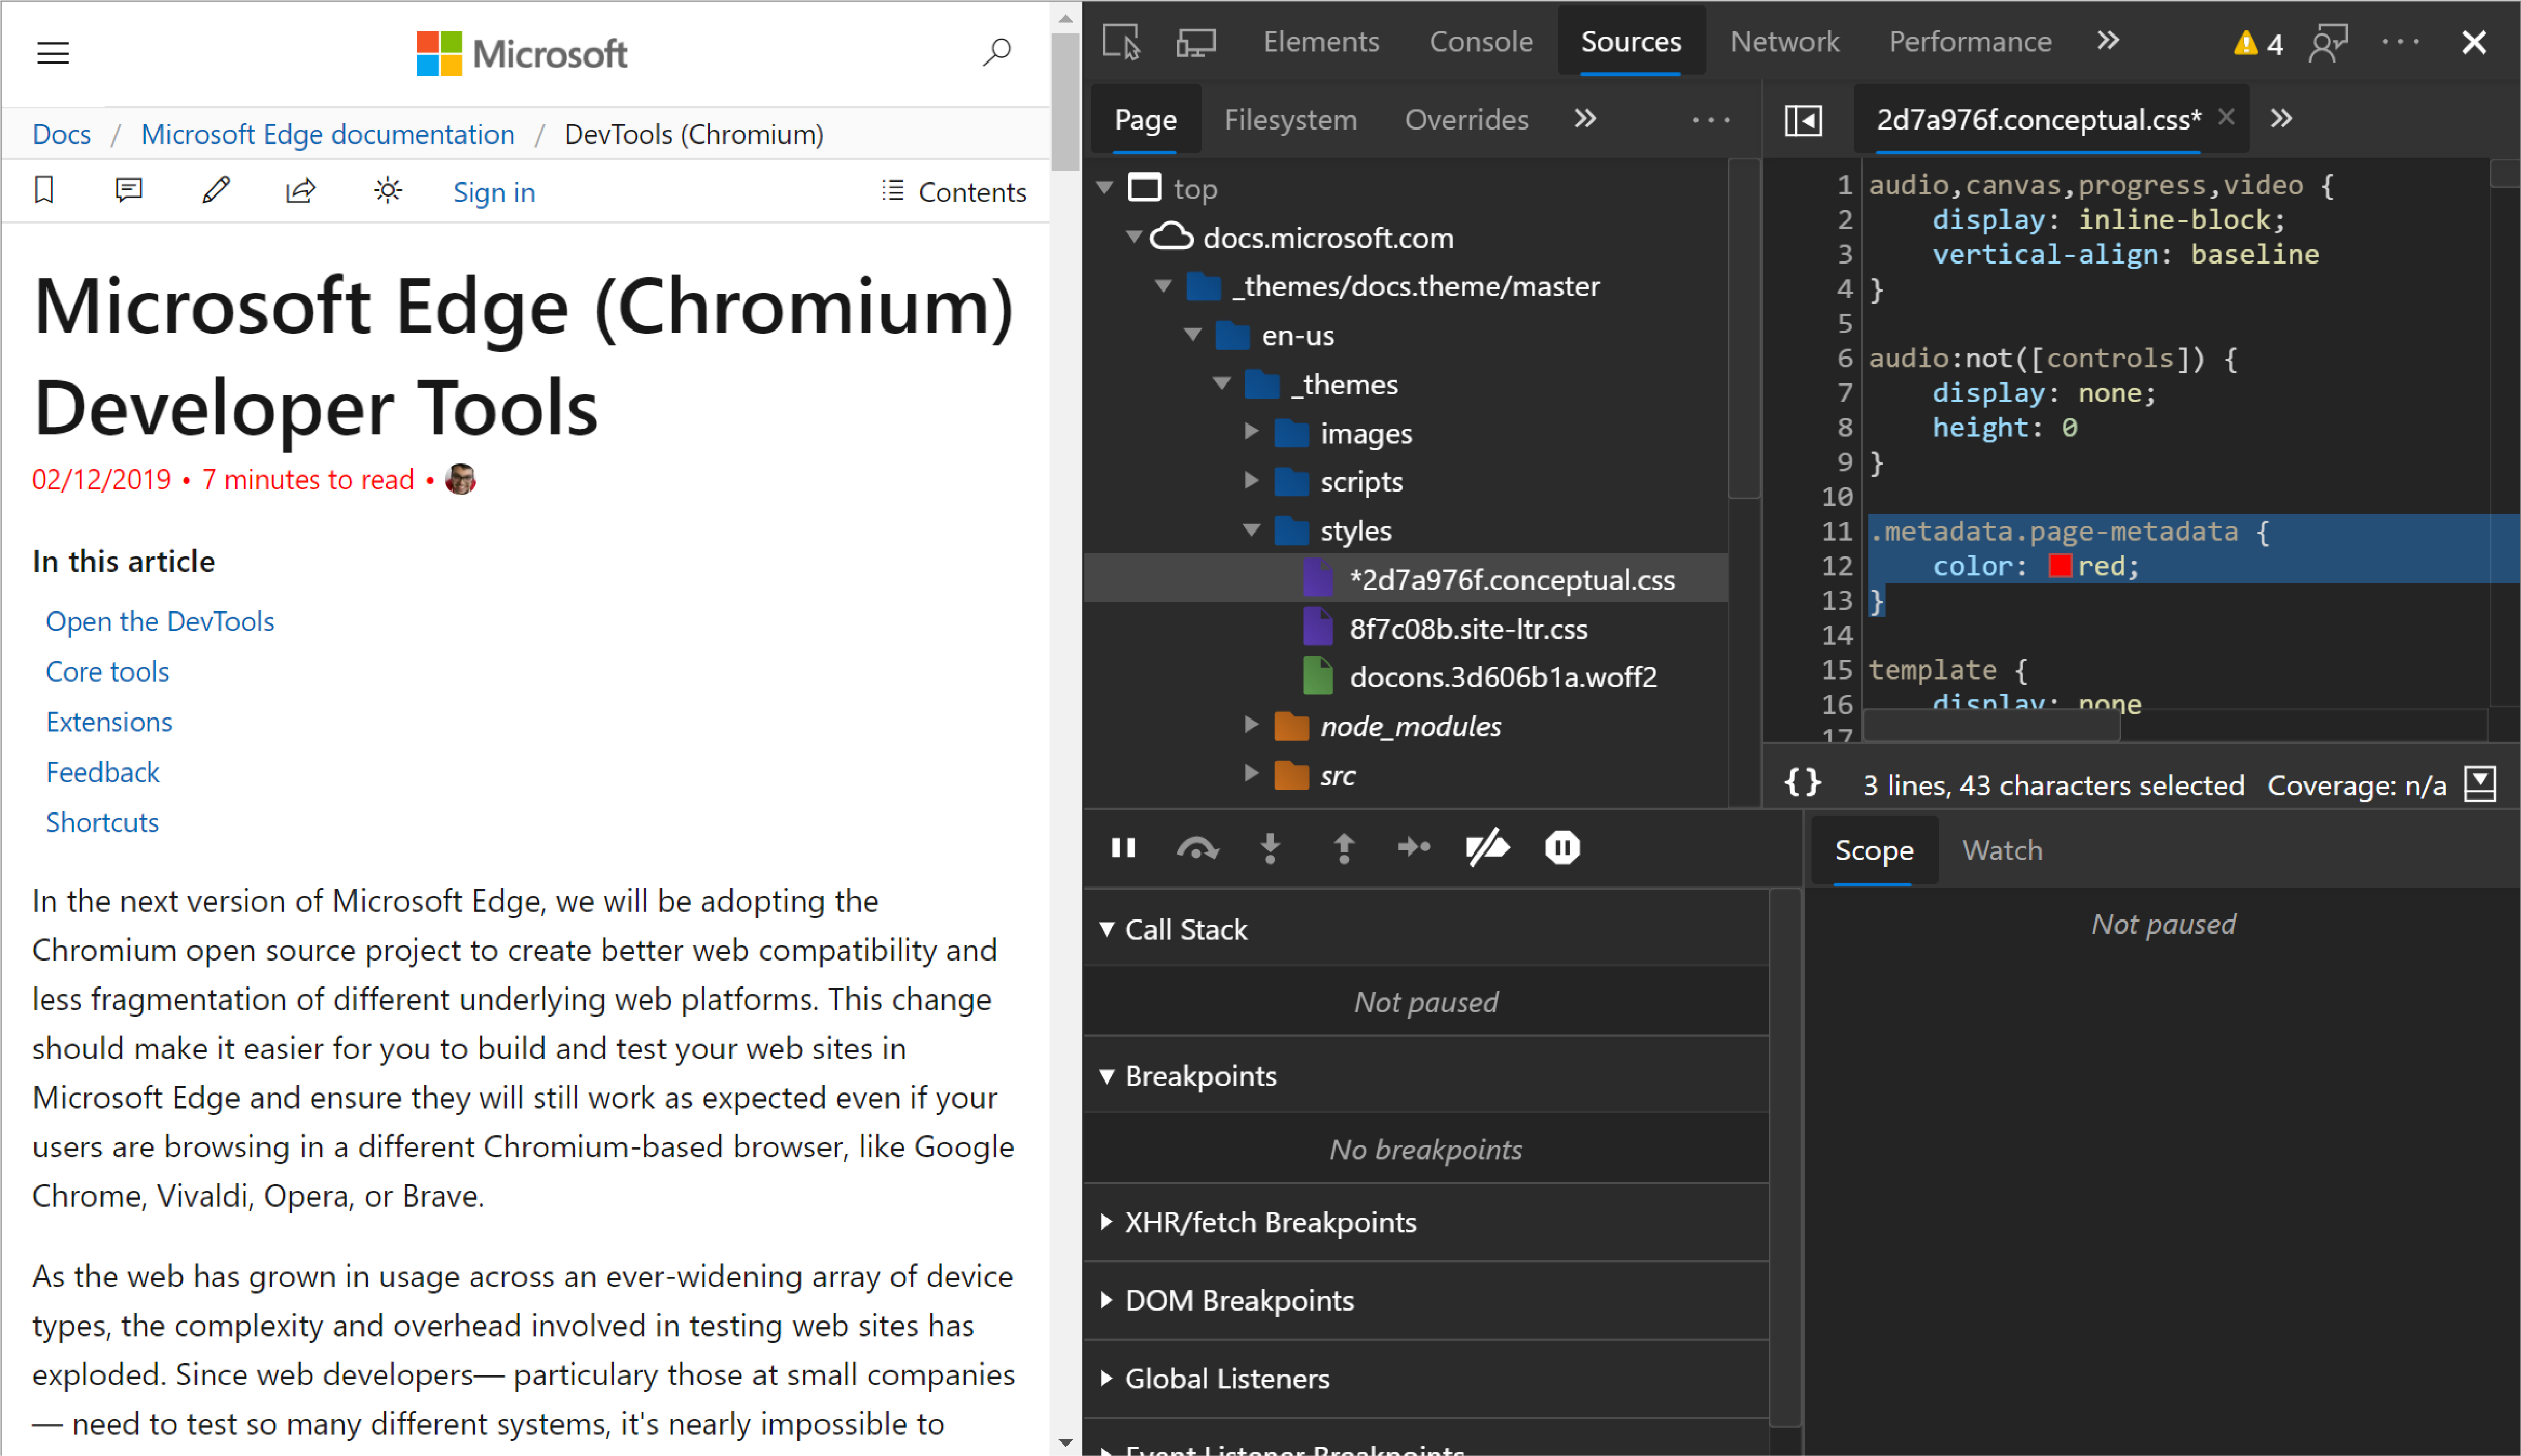 Microsoft
Docs / Microsoft Edge documentation / DevTools (Chromium)
Sign in
Contents
Microsoft Edge (Chromium)
Developer Tools
02/12/2019 • 7 minutes to read •
In this article
Open the DevTools
Core tools
Extensions
Feedback
Shortcuts
In the next version of Microsoft Edge, we will be adopting the
Chromium open source project to create better web compatibility and
less fragmentation of different underlying web platforms. This change
should make it easier for you to build and test your web sites in
Microsoft Edge and ensure they will still work as expected even if your
users are browsing in a different Chromium-based browser, like Google
Chrome, Vivaldi, Opera, or Brave.
As the web has grown in usage across an ever-widening array of device
types, the complexity and overhead involved in testing web sites has
exploded. Since web developers— particulary those at small companies
— need to test so many different systems, it's nearly impossible to
Elements Console Sources Network Performance » 4 ···
Page Filesystem Overrides » ···
top
docs.microsoft.com
_themes/docs.theme/master
en-us
_themes
images
scripts
styles
*2d7a976f.conceptual.css
8f7c08b.site-ltr.css
docons.3d606b1a.woff2
node_modules
src
2d7a976f.conceptual.css* × »
1 audio,canvas,progress,video {
2 display: inline-block;
3 vertical-align: baseline
4 }
5
6 audio:not([controls]) {
7 display: none;
8 height: 0
9 }
10
11 .metadata.page-metadata {
12 color: red;
13 }
14
15 template {
16 display: none
17
{} 3 lines, 43 characters selected Coverage: n/a
Call Stack
Not paused
Breakpoints
No breakpoints
XHR/fetch Breakpoints
DOM Breakpoints
Global Listeners
Event Listener Breakpoints
Scope Watch
Not paused